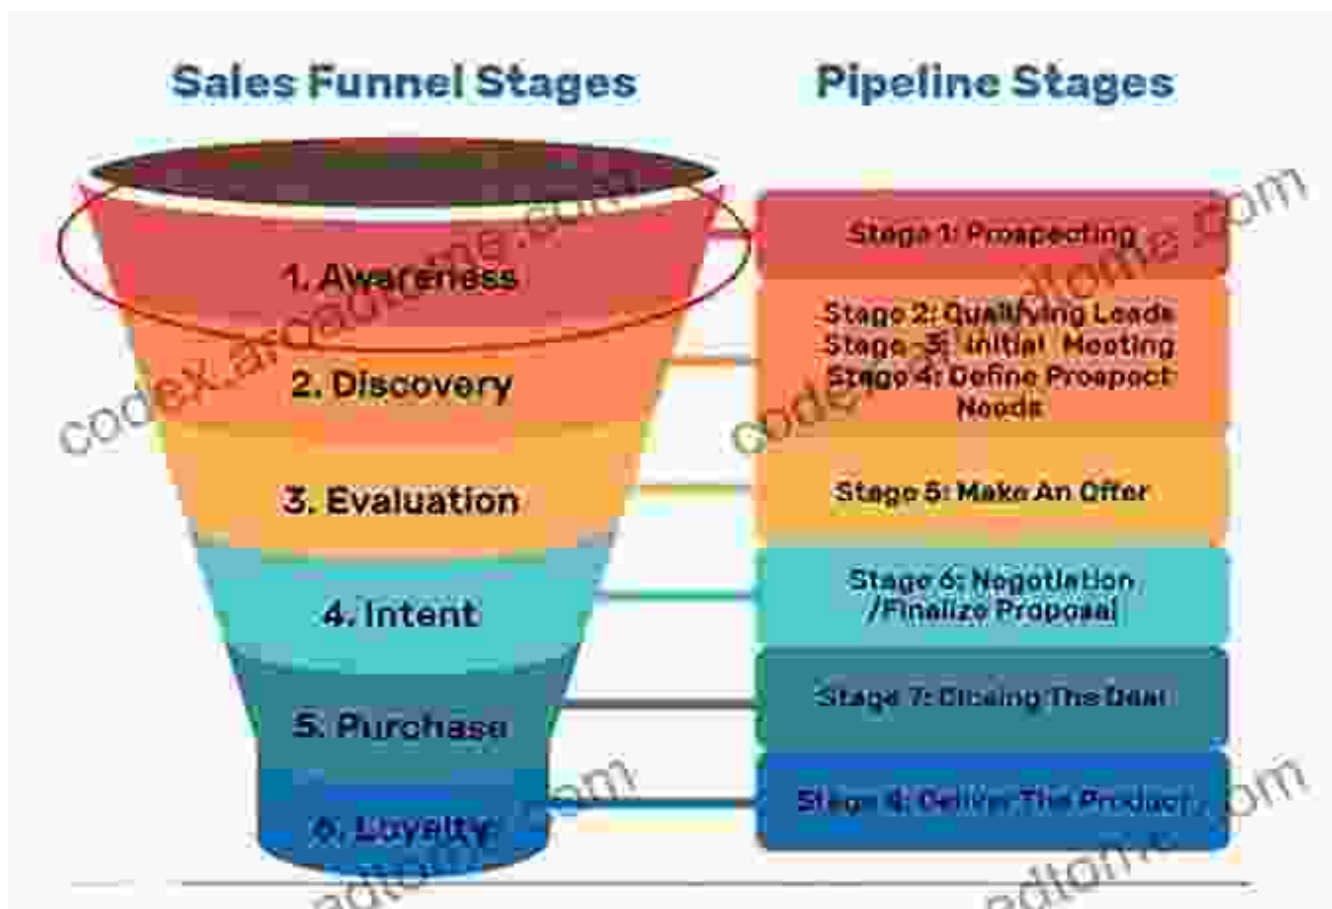 Sales Funnel Stages
Pipeline Stages
1. Awareness
2. Discovery
3. Evaluation
4. Intent
5. Purchase
6. Loyalty
Stage 1: Prospecting
Stage 2: Qualifying Leads
Stage 3: Initial Meeting
Stage 4: Define Prospect
Needs
Stage 5: Make An Offer
Stage 6: Negotiation
/Finalize Proposal
Stage 7: Closing The Deal
Stage 8: Deliver The Product